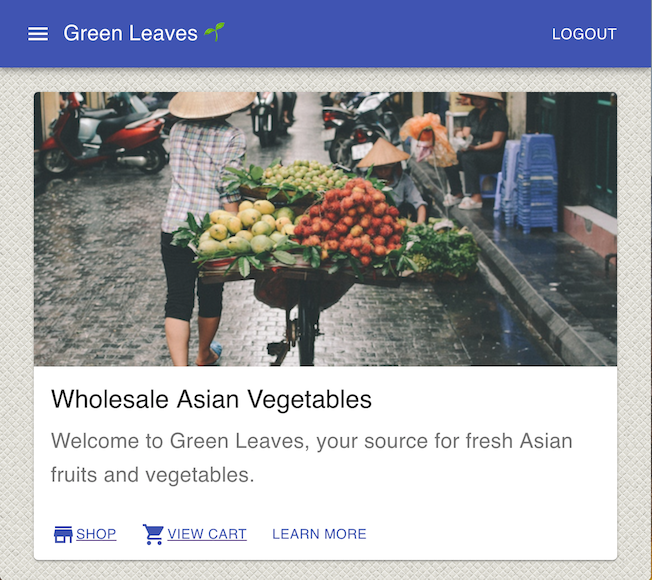 Green Leaves 🌱
LOGOUT
Wholesale Asian Vegetables
Welcome to Green Leaves, your source for fresh Asian
fruits and vegetables.
SHOP VIEW CART LEARN MORE